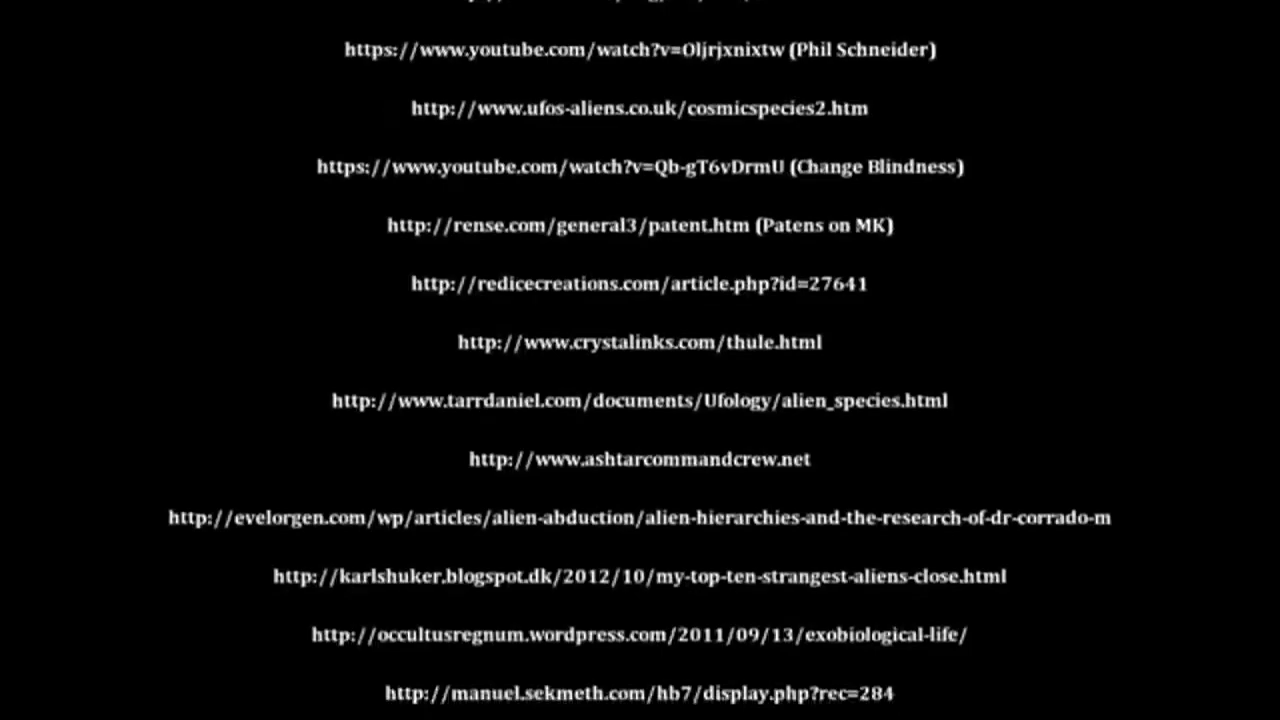 https://www.youtube.com/watch?v=Oljrjxnixtw (Phil Schneider)
http://www.ufos-aliens.co.uk/cosmicspecies2.htm
https://www.youtube.com/watch?v=Qb-gT6vDrmU (Change Blindness)
http://rense.com/general3/patent.htm (Patens on MK)
http://redicecreations.com/article.php?id=27641
http://www.crystalinks.com/thule.html
http://www.tarrdaniel.com/documents/Ufology/alien_species.html
http://www.ashtarcommandcrew.net
http://evelorgen.com/wp/articles/alien-abduction/alien-hierarchies-and-the-research-of-dr-corrado-m
http://karlshuker.blogspot.dk/2012/10/my-top-ten-strangest-aliens-close.html
http://occultusregnum.wordpress.com/2011/09/13/exobiological-life/
http://manuel.sekmeth.com/hb7/display.php?rec=284